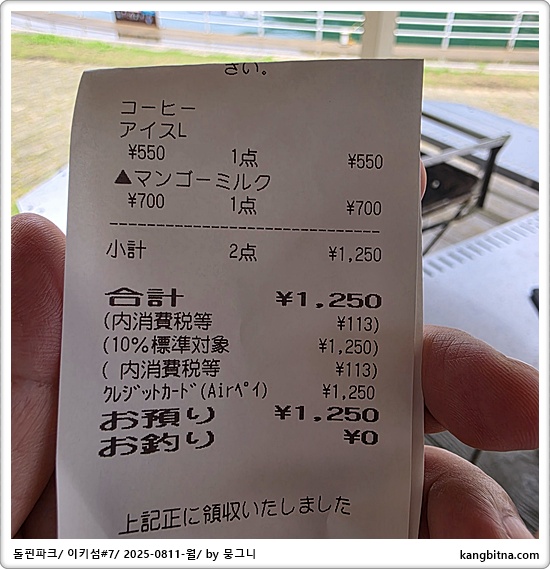 さい。
コーヒー
アイスL
¥550 1点 ¥550
▲マンゴーミルク
¥700 1点 ¥700
小計 2点 ¥1,250
合計 ¥1,250
(内消費税等 ¥113)
(10%標準対象 ¥1,250)
( 内消費税等 ¥113)
ｸﾚｼﾞｯﾄｶｰﾄﾞ(Airﾍﾟｲ) ¥1,250
お預り ¥1,250
お釣り ¥0
上記正に領収いたしました
돌핀파크/ 이키섬#7/ 2025-0811-월/ by 뭉그니
kangbitna.com